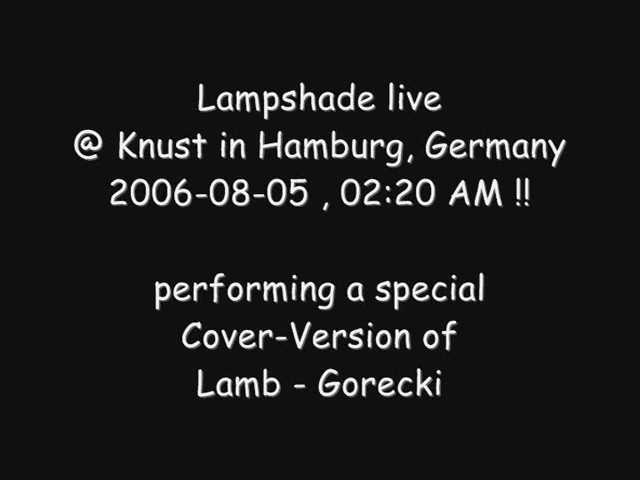 Lampshade live
@ Knust in Hamburg, Germany
2006-08-05 , 02:20 AM !!
performing a special
Cover-Version of
Lamb - Gorecki